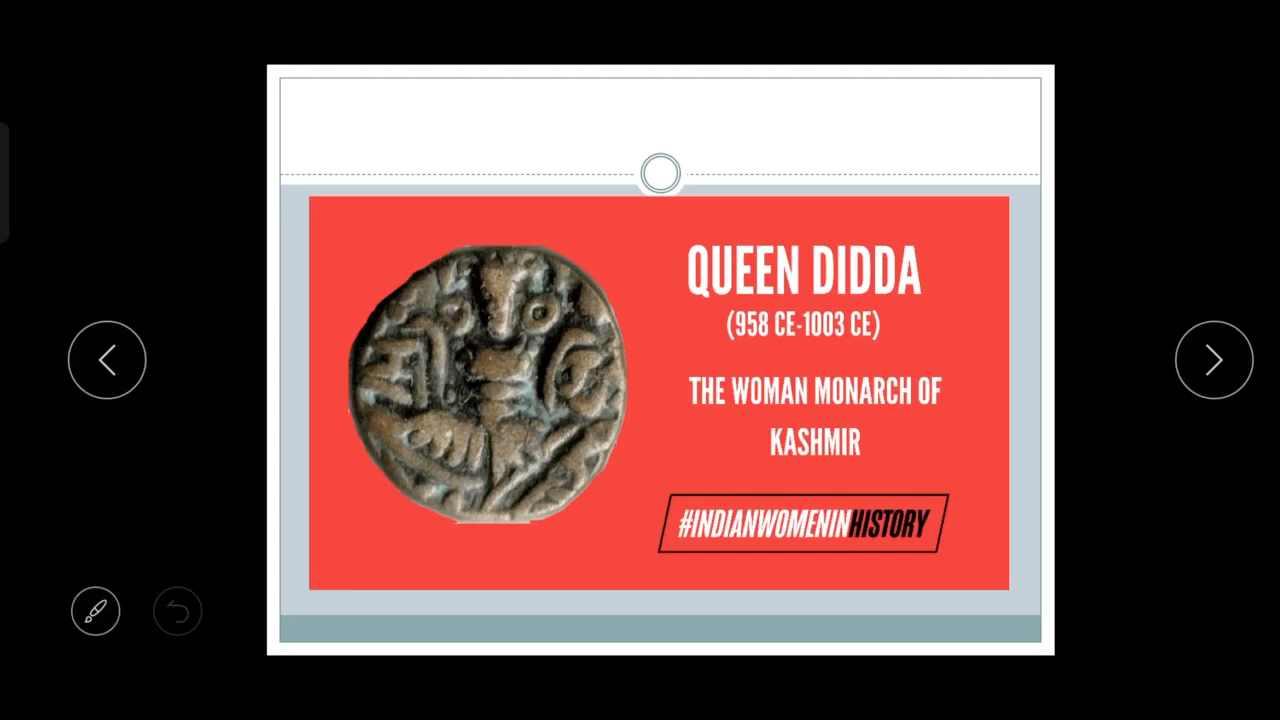 QUEEN DIDDA
(958 CE-1003 CE)
THE WOMAN MONARCH OF
KASHMIR
#INDIANWOMENINHISTORY